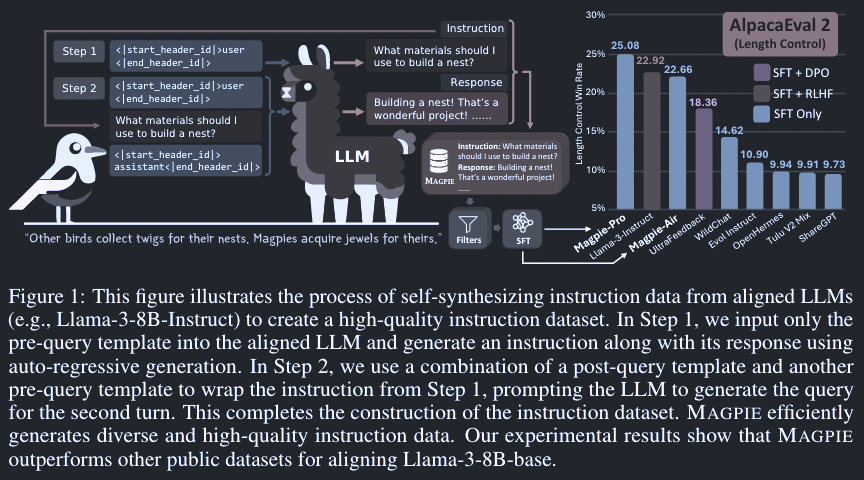 Instruction
Step 1
<|start_header_id|>user
<|end_header_id|>
What materials should I
use to build a nest?
Step 2
<|start_header_id|>user
<|end_header_id|>
What materials should I
use to build a nest?
<|start_header_id|>
assistant<|end_header_id|>
Response
Building a nest! That's a
wonderful project! ......
LLM
MAGPIE
Instruction: What materials
should I use to build a nest?
Response: Building a nest!
That's a wonderful project!
......
Filters
SFT
"Other birds collect twigs for their nests. Magpies acquire jewels for theirs."
AlpacaEval 2
(Length Control)
SFT + DPO
SFT + RLHF
SFT Only
Length Control Win Rate
30%
25%
20%
15%
10%
5%
25.08
22.92
22.66
18.36
14.62
10.90
9.94
9.91
9.73
Magpie-Pro
Llama-3-Instruct
Magpie-Air
UltraFeedback
WildChat
Evol Instruct
OpenHermes
Tulu V2 Mix
ShareGPT
Figure 1: This figure illustrates the process of self-synthesizing instruction data from aligned LLMs
(e.g., Llama-3-8B-Instruct) to create a high-quality instruction dataset. In Step 1, we input only the
pre-query template into the aligned LLM and generate an instruction along with its response using
auto-regressive generation. In Step 2, we use a combination of a post-query template and another
pre-query template to wrap the instruction from Step 1, prompting the LLM to generate the query
for the second turn. This completes the construction of the instruction dataset. MAGPIE efficiently
generates diverse and high-quality instruction data. Our experimental results show that MAGPIE
outperforms other public datasets for aligning Llama-3-8B-base.